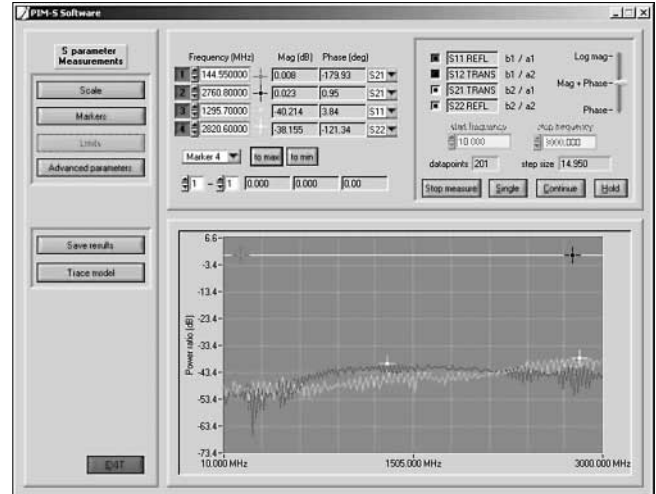 PIM-S Software
S parameter
Measurements
Scale
Markers
Limits
Advanced parameters
Save results
Trace model
EXIT
Frequency (MHz) Mag (dB) Phase (deg)
1 144.550000 0.008 -179.93 S21
2 2760.80000 0.023 0.95 S21
3 1295.70000 -40.214 3.84 S11
4 2820.60000 -38.155 -121.34 S22
Marker 4 to max to min
1 - 1 0.000 0.000 0.00
S11 REFL b1 / a1
S12 TRANS b1 / a2
S21 TRANS b2 / a1
S22 REFL b2 / a2
Log mag
Mag + Phase
Phase
start frequency stop frequency
10.000 3000.000
datapoints 201 step size 14.950
Stop measure Single Continue Hold
Power ratio (dB)
6.6
-3.4
-13.4
-23.4
-33.4
-43.4
-53.4
-63.4
-73.4
10.000 MHz 1505.000 MHz 3000.000 MHz